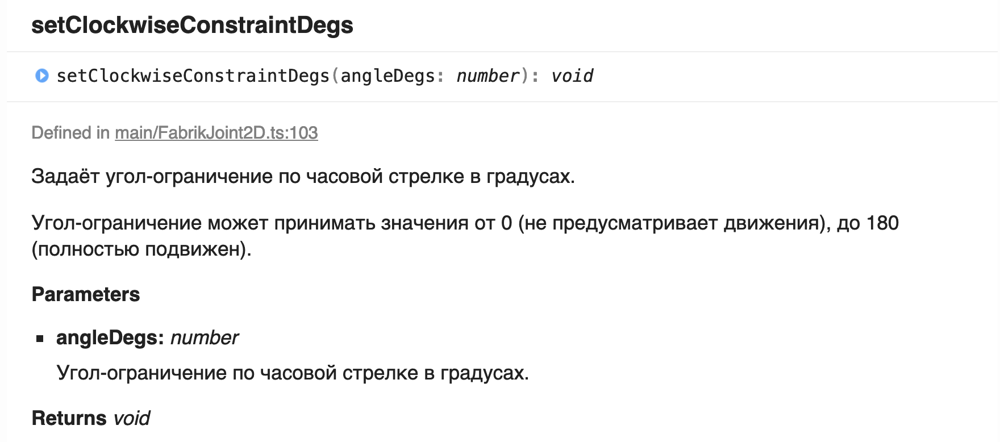 setClockwiseConstraintDegs
setClockwiseConstraintDegs(angleDegs: number): void
Defined in main/FabrikJoint2D.ts:103
Задаёт угол-ограничение по часовой стрелке в градусах.
Угол-ограничение может принимать значения от 0 (не предусматривает движения), до 180
(полностью подвижен).
Parameters
▪ angleDegs: number
Угол-ограничение по часовой стрелке в градусах.
Returns void